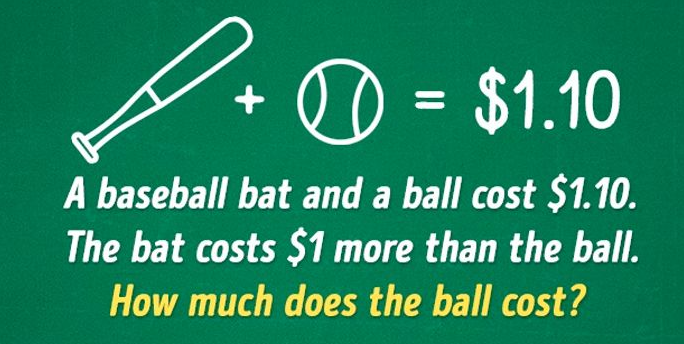 + = $1.10
A baseball bat and a ball cost $1.10.
The bat costs $1 more than the ball.
How much does the ball cost?